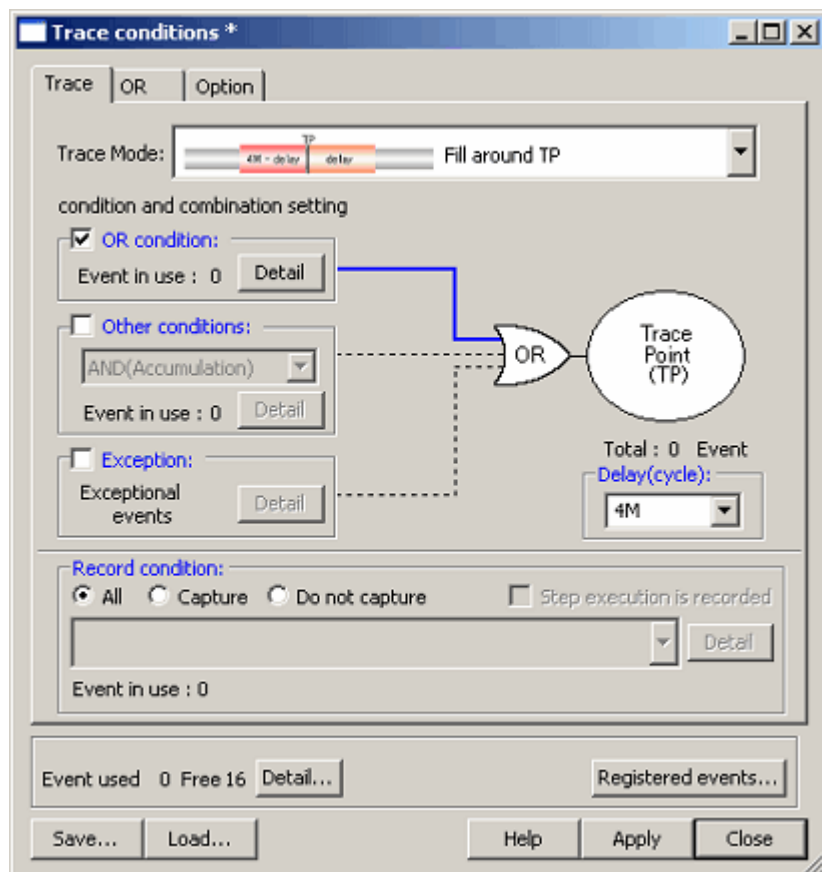 Trace conditions *
Trace OR Option
Trace Mode: TP 4M - delay delay Fill around TP
condition and combination setting
OR condition:
Event in use : 0 Detail
Other conditions:
AND(Accumulation)
Event in use : 0 Detail
Exception:
Exceptional events Detail
OR
Trace
Point
(TP)
Total : 0 Event
Delay(cycle):
4M
Record condition:
All Capture Do not capture Step execution is recorded
Detail
Event in use : 0
Event used 0 Free 16 Detail... Registered events...
Save... Load... Help Apply Close